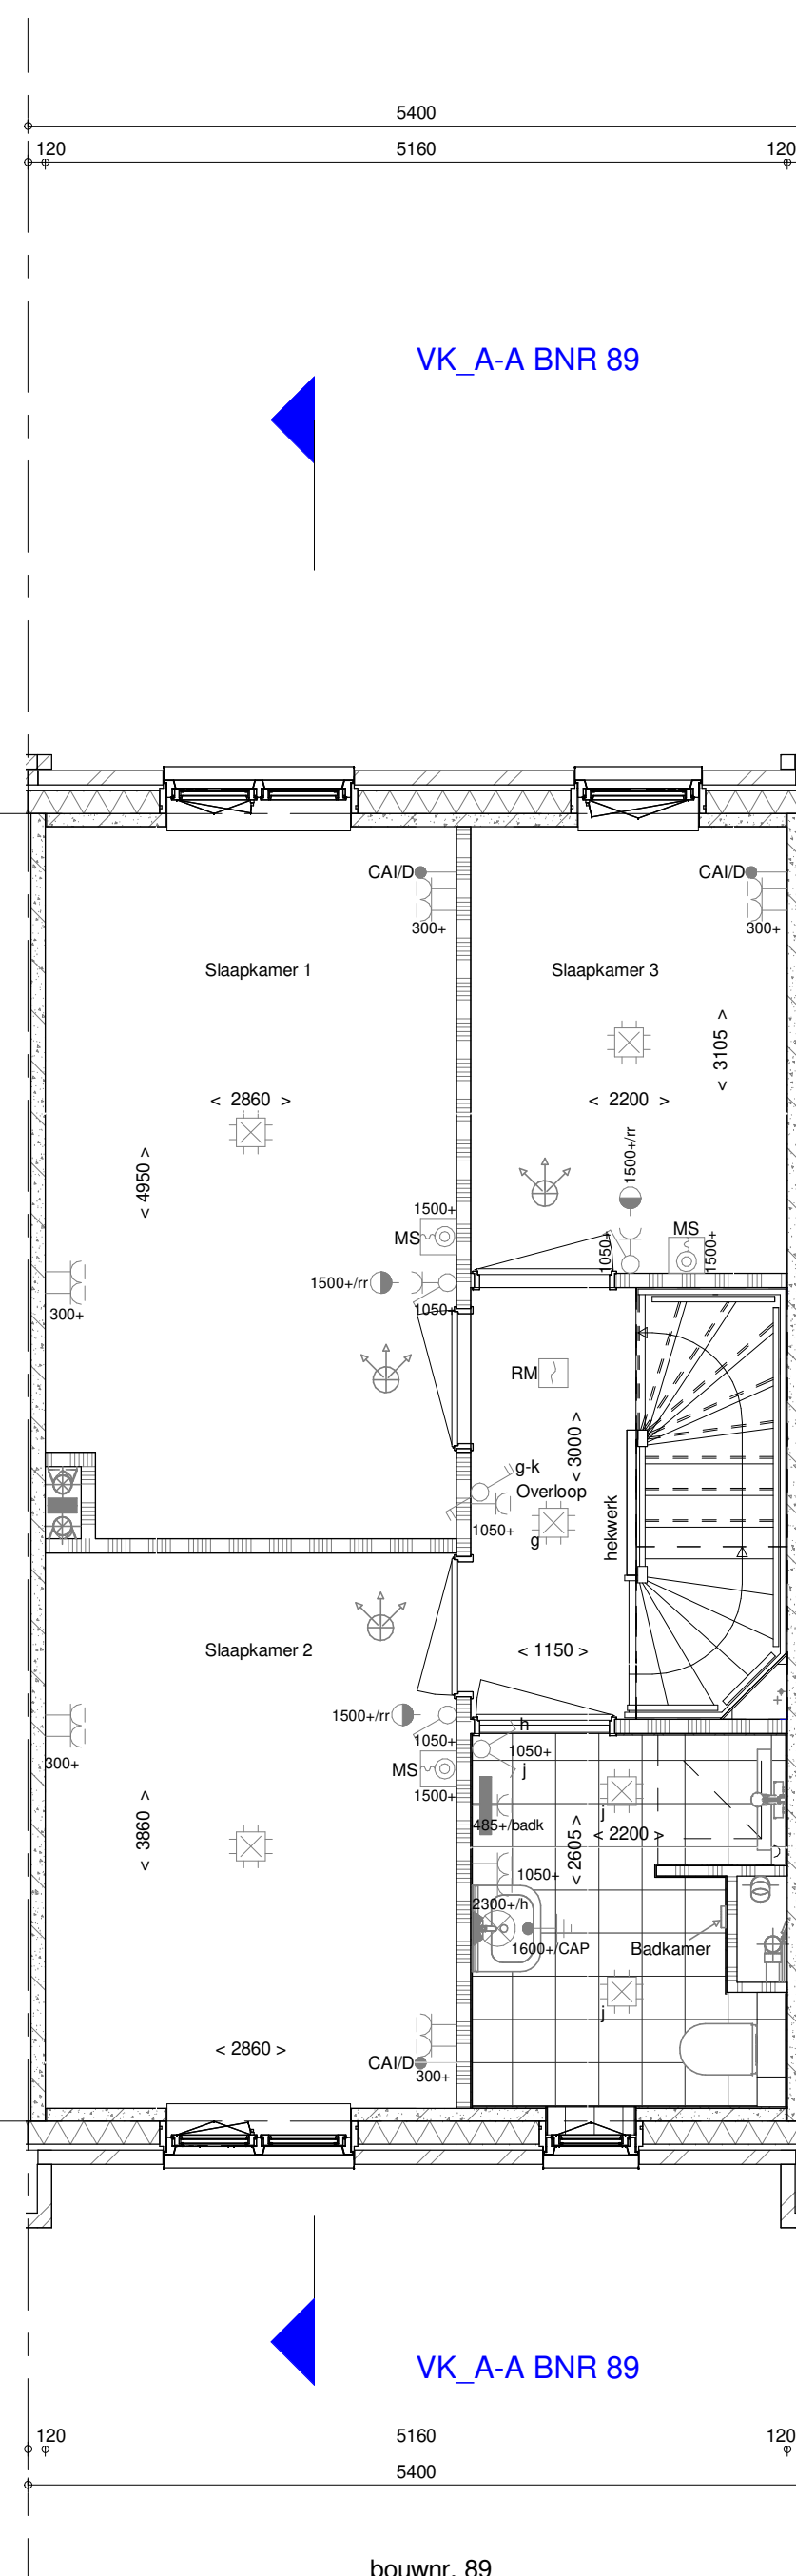 5400
120 5160 120
VK_A-A BNR 89
CAI/D CAI/D
300+ 300+
Slaapkamer 1 Slaapkamer 3
< 3105 >
< 2860 > < 2200 >
1500+/rr
< 4950 >
1500+ MS
MS 1050+ 1500+
1500+/rr
300+ 1050+
RM
< 3000 >
g-k
Overloop
1050+ g hekwerk
Slaapkamer 2 < 1150 >
1500+/rr h
1050+ 1050+
300+ MS j
1500+ j
485+/badk < 2200 >
< 3860 > < 2605 >
1050+
2300+/h
1600+/CAP Badkamer
j
< 2860 >
CAI/D
300+
VK_A-A BNR 89
120 5160 120
5400
bouwnr. 89